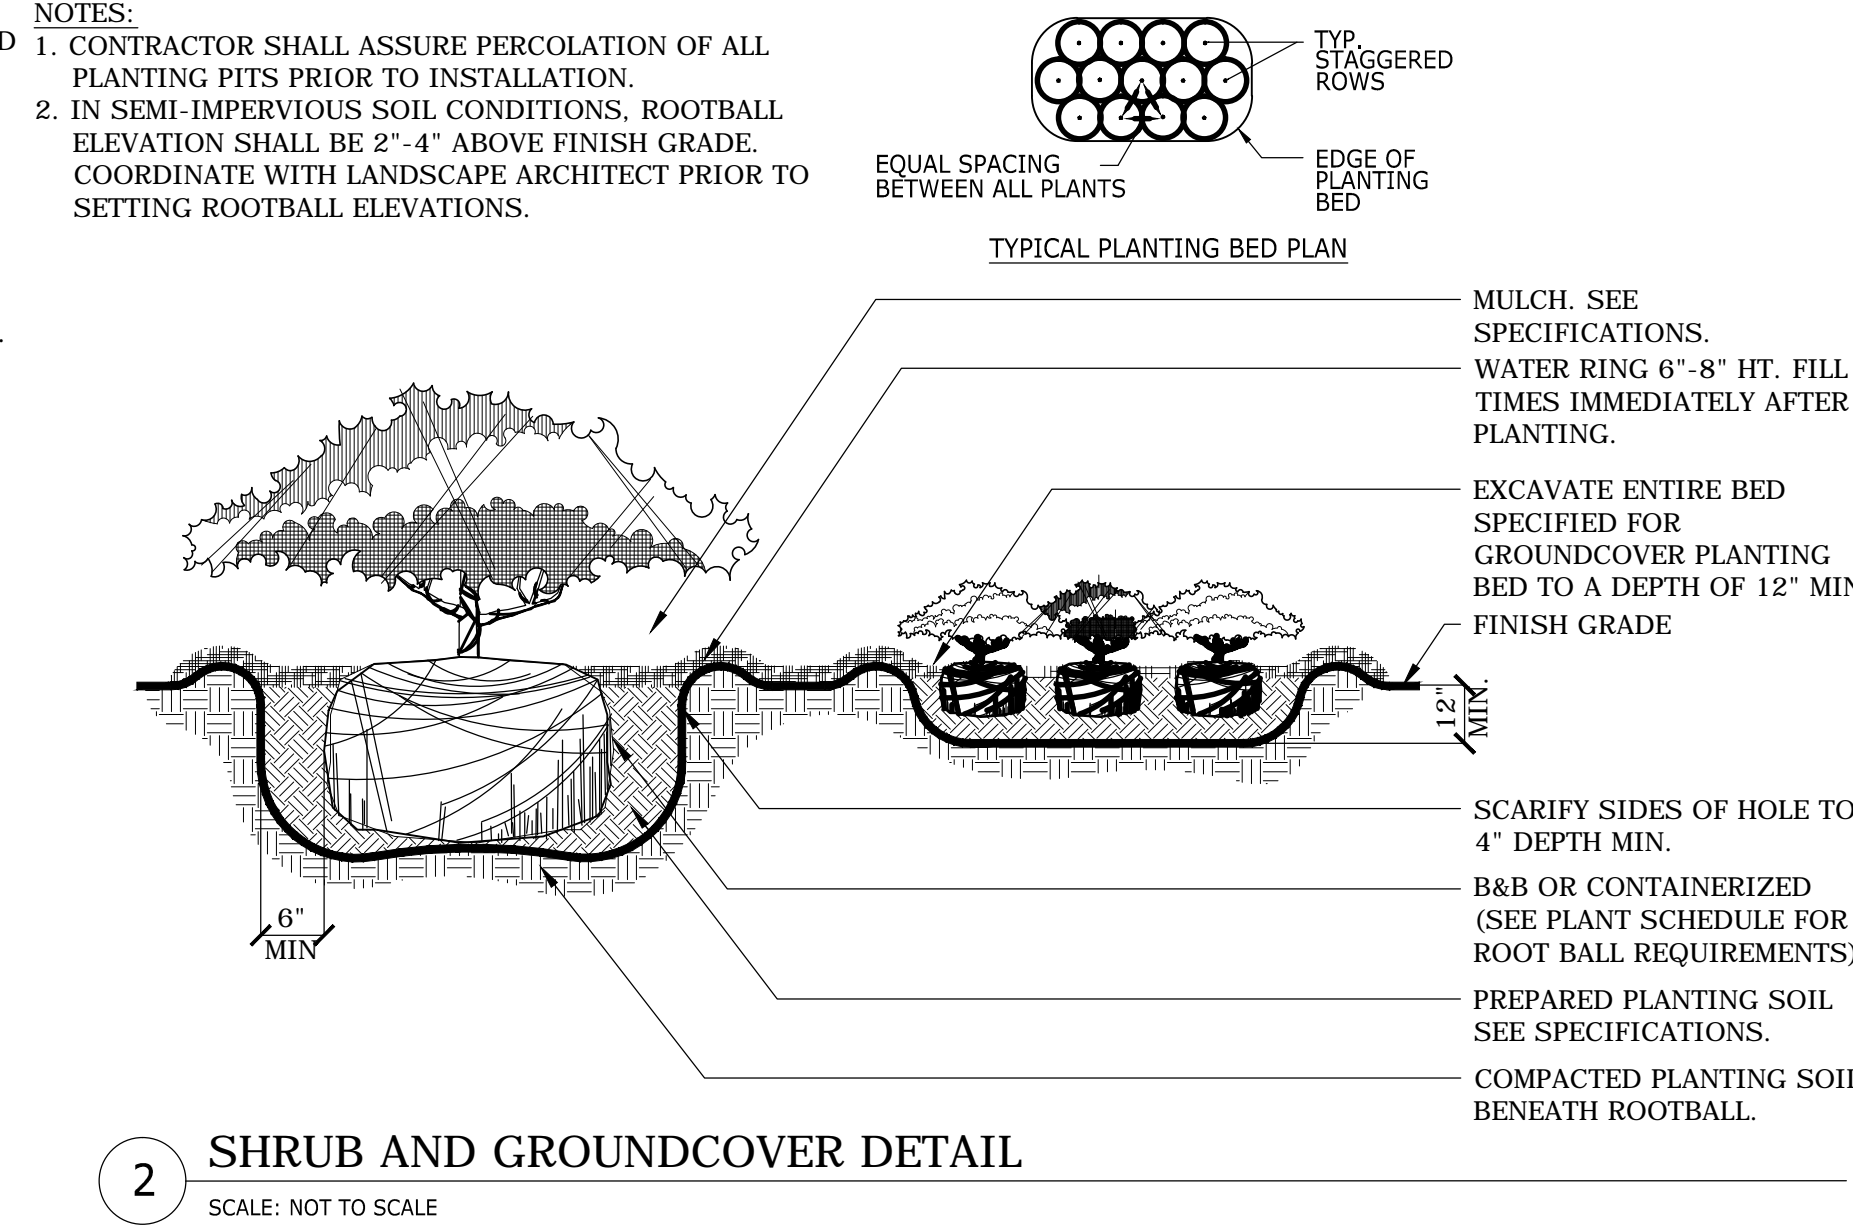 NOTES:
D
1. CONTRACTOR SHALL ASSURE PERCOLATION OF ALL
PLANTING PITS PRIOR TO INSTALLATION.
2. IN SEMI-IMPERVIOUS SOIL CONDITIONS, ROOTBALL
ELEVATION SHALL BE 2"-4" ABOVE FINISH GRADE.
COORDINATE WITH LANDSCAPE ARCHITECT PRIOR TO
SETTING ROOTBALL ELEVATIONS.
TYP.
STAGGERED
ROWS
EQUAL SPACING
BETWEEN ALL PLANTS
EDGE OF
PLANTING
BED
TYPICAL PLANTING BED PLAN
MULCH. SEE
SPECIFICATIONS.
WATER RING 6"-8" HT. FILL
TIMES IMMEDIATELY AFTER
PLANTING.
EXCAVATE ENTIRE BED
SPECIFIED FOR
GROUNDCOVER PLANTING
BED TO A DEPTH OF 12" MIN
FINISH GRADE
12"
MIN.
SCARIFY SIDES OF HOLE TO
4" DEPTH MIN.
B&B OR CONTAINERIZED
(SEE PLANT SCHEDULE FOR
ROOT BALL REQUIREMENTS)
6"
MIN
PREPARED PLANTING SOIL
SEE SPECIFICATIONS.
COMPACTED PLANTING SOIL
BENEATH ROOTBALL.
2
SHRUB AND GROUNDCOVER DETAIL
SCALE: NOT TO SCALE